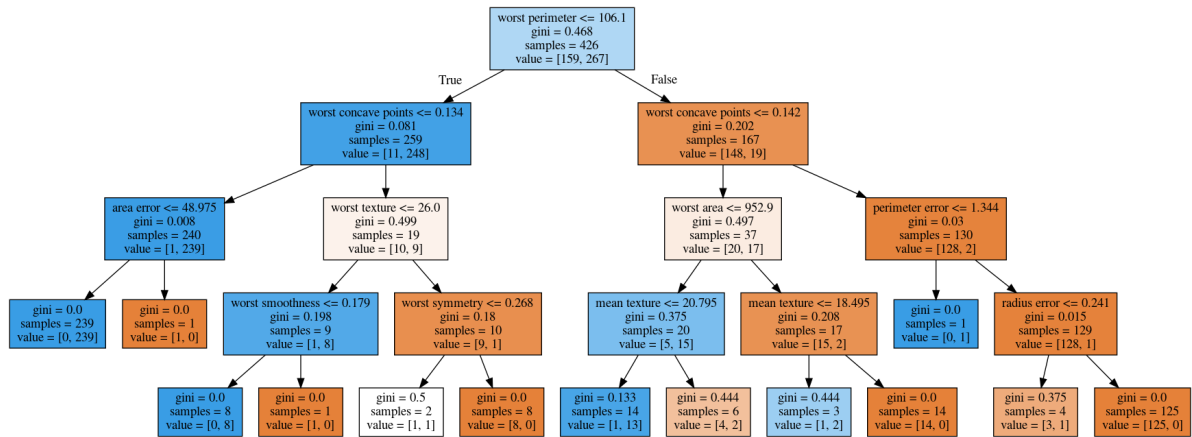 worst perimeter <= 106.1
gini = 0.468
samples = 426
value = [159, 267]
True
False
worst concave points <= 0.134
gini = 0.081
samples = 259
value = [11, 248]
worst concave points <= 0.142
gini = 0.202
samples = 167
value = [148, 19]
area error <= 48.975
gini = 0.008
samples = 240
value = [1, 239]
worst texture <= 26.0
gini = 0.499
samples = 19
value = [10, 9]
worst area <= 952.9
gini = 0.497
samples = 37
value = [20, 17]
perimeter error <= 1.344
gini = 0.03
samples = 130
value = [128, 2]
gini = 0.0
samples = 239
value = [0, 239]
gini = 0.0
samples = 1
value = [1, 0]
worst smoothness <= 0.179
gini = 0.198
samples = 9
value = [1, 8]
worst symmetry <= 0.268
gini = 0.18
samples = 10
value = [9, 1]
mean texture <= 20.795
gini = 0.375
samples = 20
value = [5, 15]
mean texture <= 18.495
gini = 0.208
samples = 17
value = [15, 2]
gini = 0.0
samples = 1
value = [0, 1]
radius error <= 0.241
gini = 0.015
samples = 129
value = [128, 1]
gini = 0.0
samples = 8
value = [0, 8]
gini = 0.0
samples = 1
value = [1, 0]
gini = 0.5
samples = 2
value = [1, 1]
gini = 0.0
samples = 8
value = [8, 0]
gini = 0.133
samples = 14
value = [1, 13]
gini = 0.444
samples = 6
value = [4, 2]
gini = 0.444
samples = 3
value = [1, 2]
gini = 0.0
samples = 14
value = [14, 0]
gini = 0.375
samples = 4
value = [3, 1]
gini = 0.0
samples = 125
value = [125, 0]